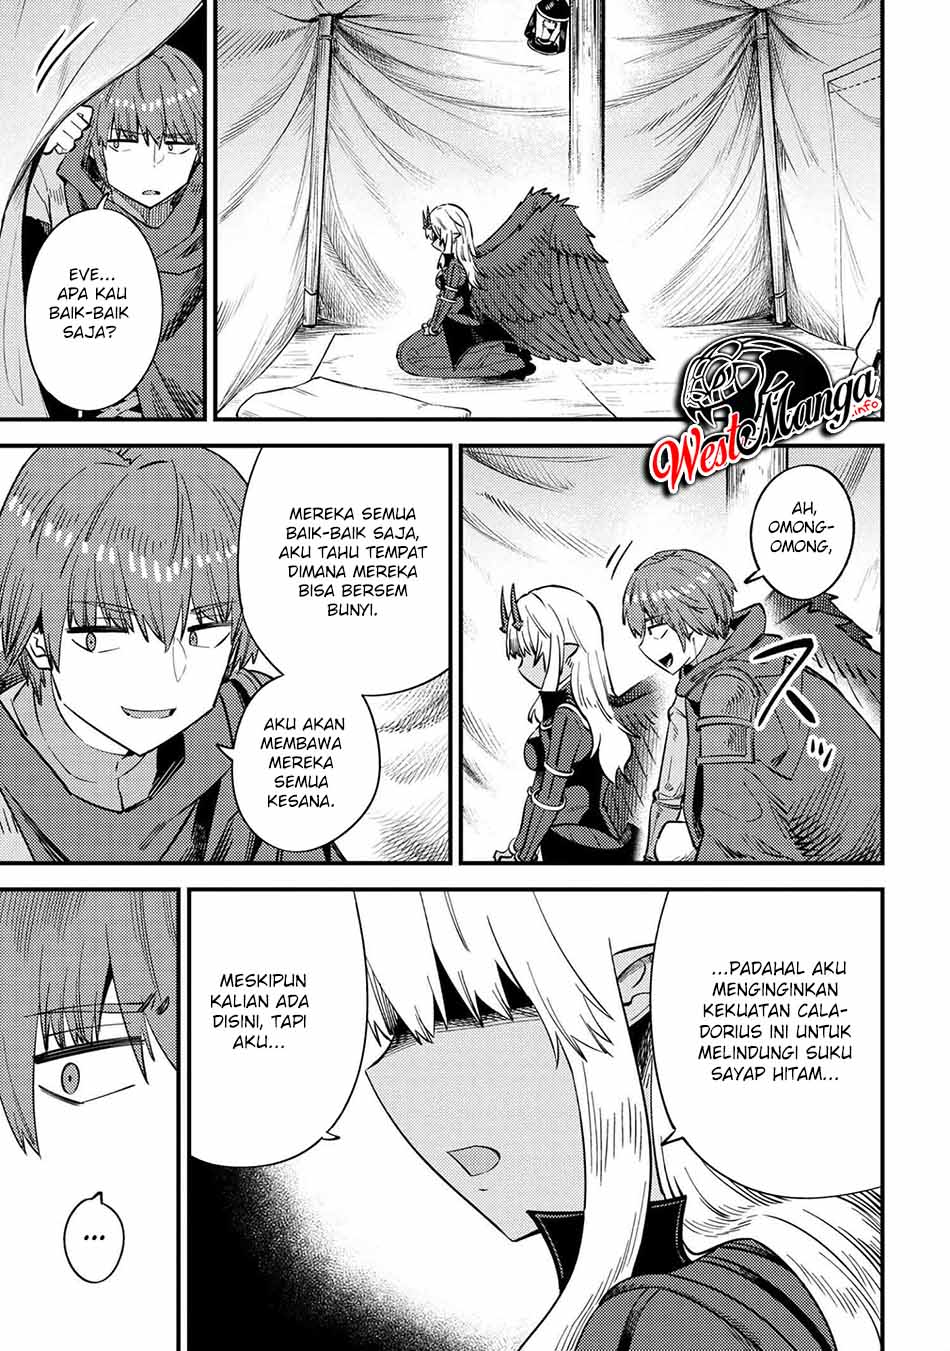 EVE...
APA KAU
BAIK-BAIK
SAJA?
WestManga
.info
AH,
OMONG-
OMONG,
MEREKA SEMUA
BAIK-BAIK SAJA,
AKU TAHU TEMPAT
DIMANA MEREKA
BISA BERSEM
BUNYI.
AKU AKAN
MEMBAWA
MEREKA
SEMUA
KESANA.
...PADAHAL AKU
MENGINGINKAN
KEKUATAN CALA-
DORIUS INI UNTUK
MELINDUNGI SUKU
SAYAP HITAM...
MESKIPUN
KALIAN ADA
DISINI, TAPI
AKU...
...